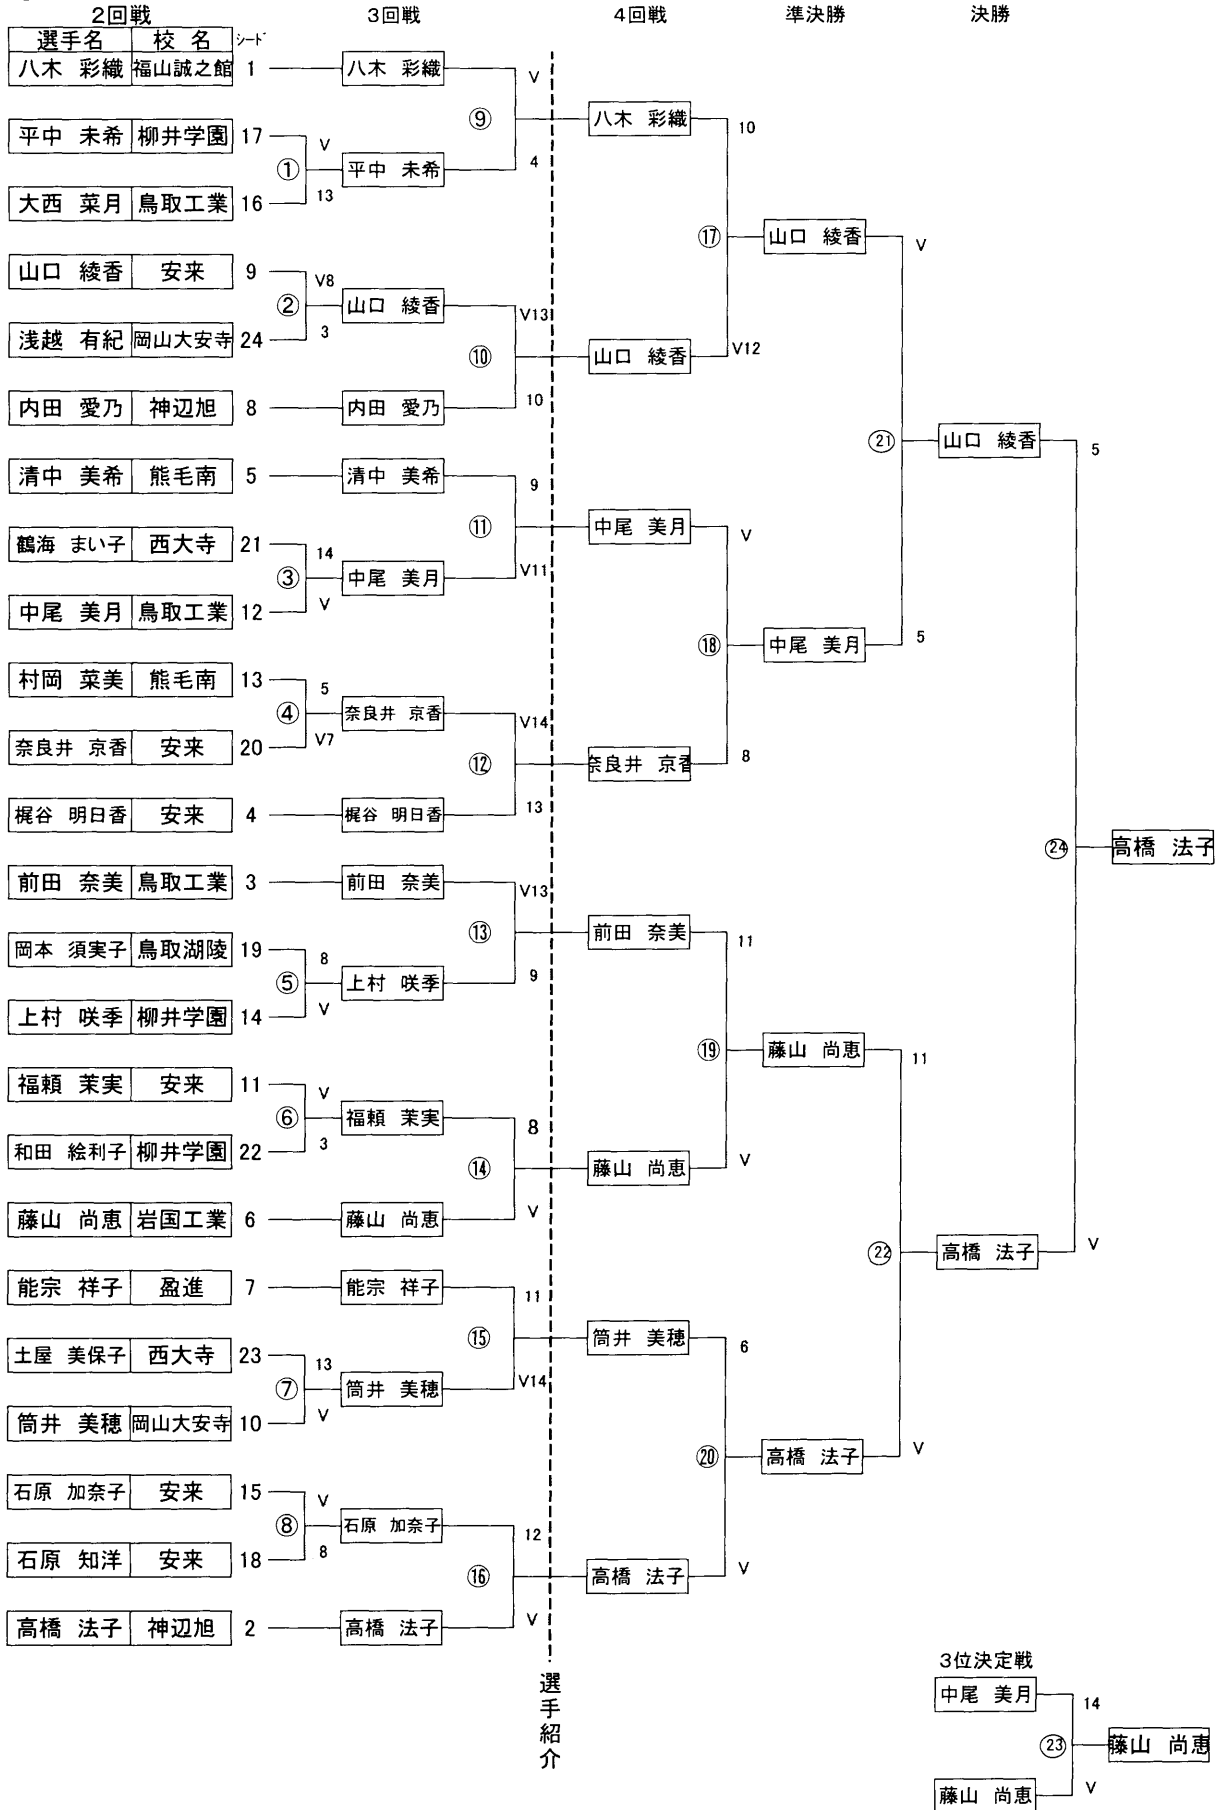 2回戦 3回戦 4回戦 準決勝 決勝
選手名 校名 シード
八木 彩織 福山誠之館 1 八木 彩織 V
⑨ 八木 彩織 10
平中 未希 柳井学園 17 V
① 13 平中 未希 4
大西 菜月 鳥取工業 16
⑰ 山口 綾香 V
山口 綾香 安来 9 V8
② 3 山口 綾香 V13
浅越 有紀 岡山大安寺 24
⑩ 山口 綾香 V12
内田 愛乃 神辺旭 8 内田 愛乃 10
㉑ 山口 綾香 5
清中 美希 熊毛南 5 清中 美希 9
⑪ 中尾 美月 V
鶴海 まい子 西大寺 21 14
③ V 中尾 美月 V11
中尾 美月 鳥取工業 12
⑱ 中尾 美月 5
村岡 菜美 熊毛南 13 5
④ V7 奈良井 京香 V14
奈良井 京香 安来 20
⑫ 奈良井 京香 8
梶谷 明日香 安来 4 梶谷 明日香 13
㉔ 高橋 法子
前田 奈美 鳥取工業 3 前田 奈美 V13
⑬ 前田 奈美 11
岡本 須実子 鳥取湖陵 19 8
⑤ V 上村 咲季 9
上村 咲季 柳井学園 14
⑲ 藤山 尚恵 11
福頼 茉実 安来 11 V
⑥ 3 福頼 茉実 8
和田 絵利子 柳井学園 22
⑭ 藤山 尚恵 V
藤山 尚恵 岩国工業 6 藤山 尚恵 V
㉒ 高橋 法子 V
能宗 祥子 盈進 7 能宗 祥子 11
⑮ 筒井 美穂 6
土屋 美保子 西大寺 23 13
⑦ V 筒井 美穂 V14
筒井 美穂 岡山大安寺 10
⑳ 高橋 法子 V
石原 加奈子 安来 15 V
⑧ 8 石原 加奈子 12
石原 知洋 安来 18
⑯ 高橋 法子 V
高橋 法子 神辺旭 2 高橋 法子 V
選手紹介
3位決定戦
中尾 美月 14
㉓ 藤山 尚恵
藤山 尚恵 V